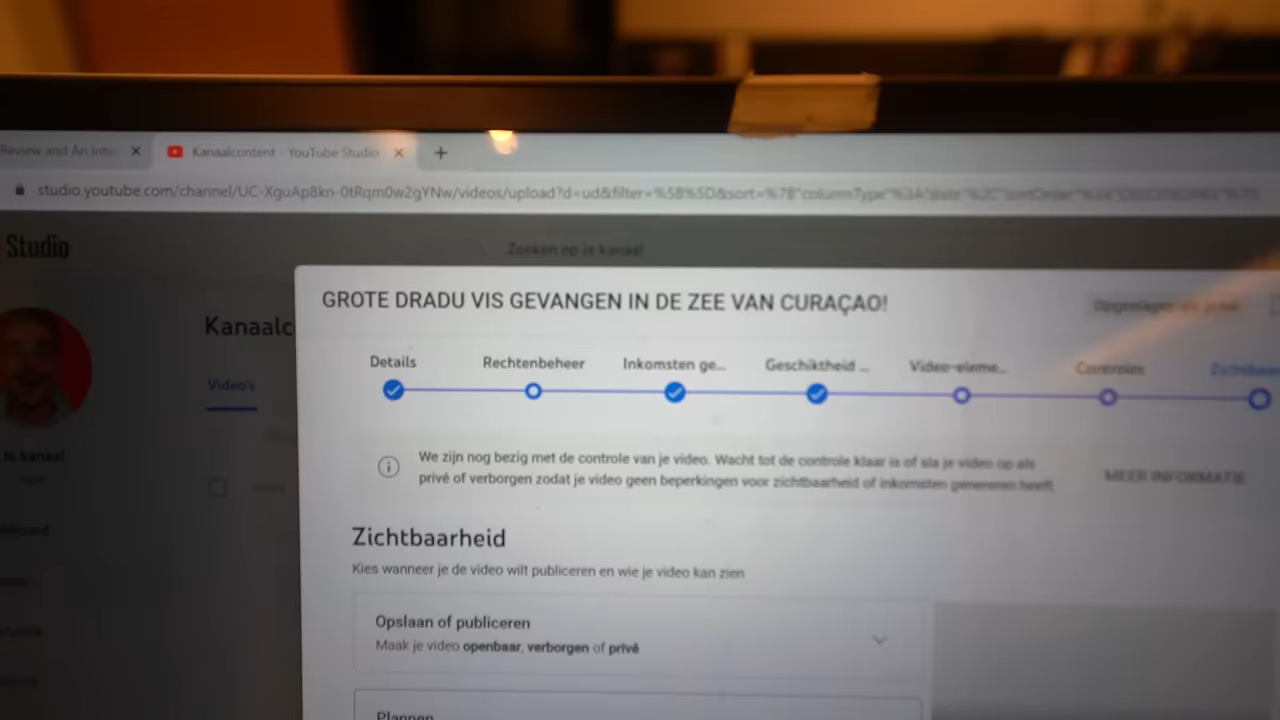 Review and An Inte
Kanaalcontent - YouTube Studio
studio.youtube.com/channel/UC-XguAp8kn-0tRqm0w2gYNw/videos/upload?d=ud&filter=%5B%5D&sort=%7B"columnType"%3A"
Studio
Zoeken op je kanaal
GROTE DRADU VIS GEVANGEN IN DE ZEE VAN CURAÇAO!
Opgeslagen als privé
Kanaalc
Details
Rechtenbeheer
Inkomsten ge...
Geschiktheid ...
Video-eleme...
Controles
Zichtbaar
Video's
We zijn nog bezig met de controle van je video. Wacht tot de controle klaar is of sla je video op als
privé of verborgen zodat je video geen beperkingen voor zichtbaarheid of inkomsten genereren heeft.
MEER INFORMATIE
Je kanaal
Zichtbaarheid
Kies wanneer je de video wilt publiceren en wie je video kan zien
Opslaan of publiceren
Maak je video openbaar, verborgen of privé
Plannen